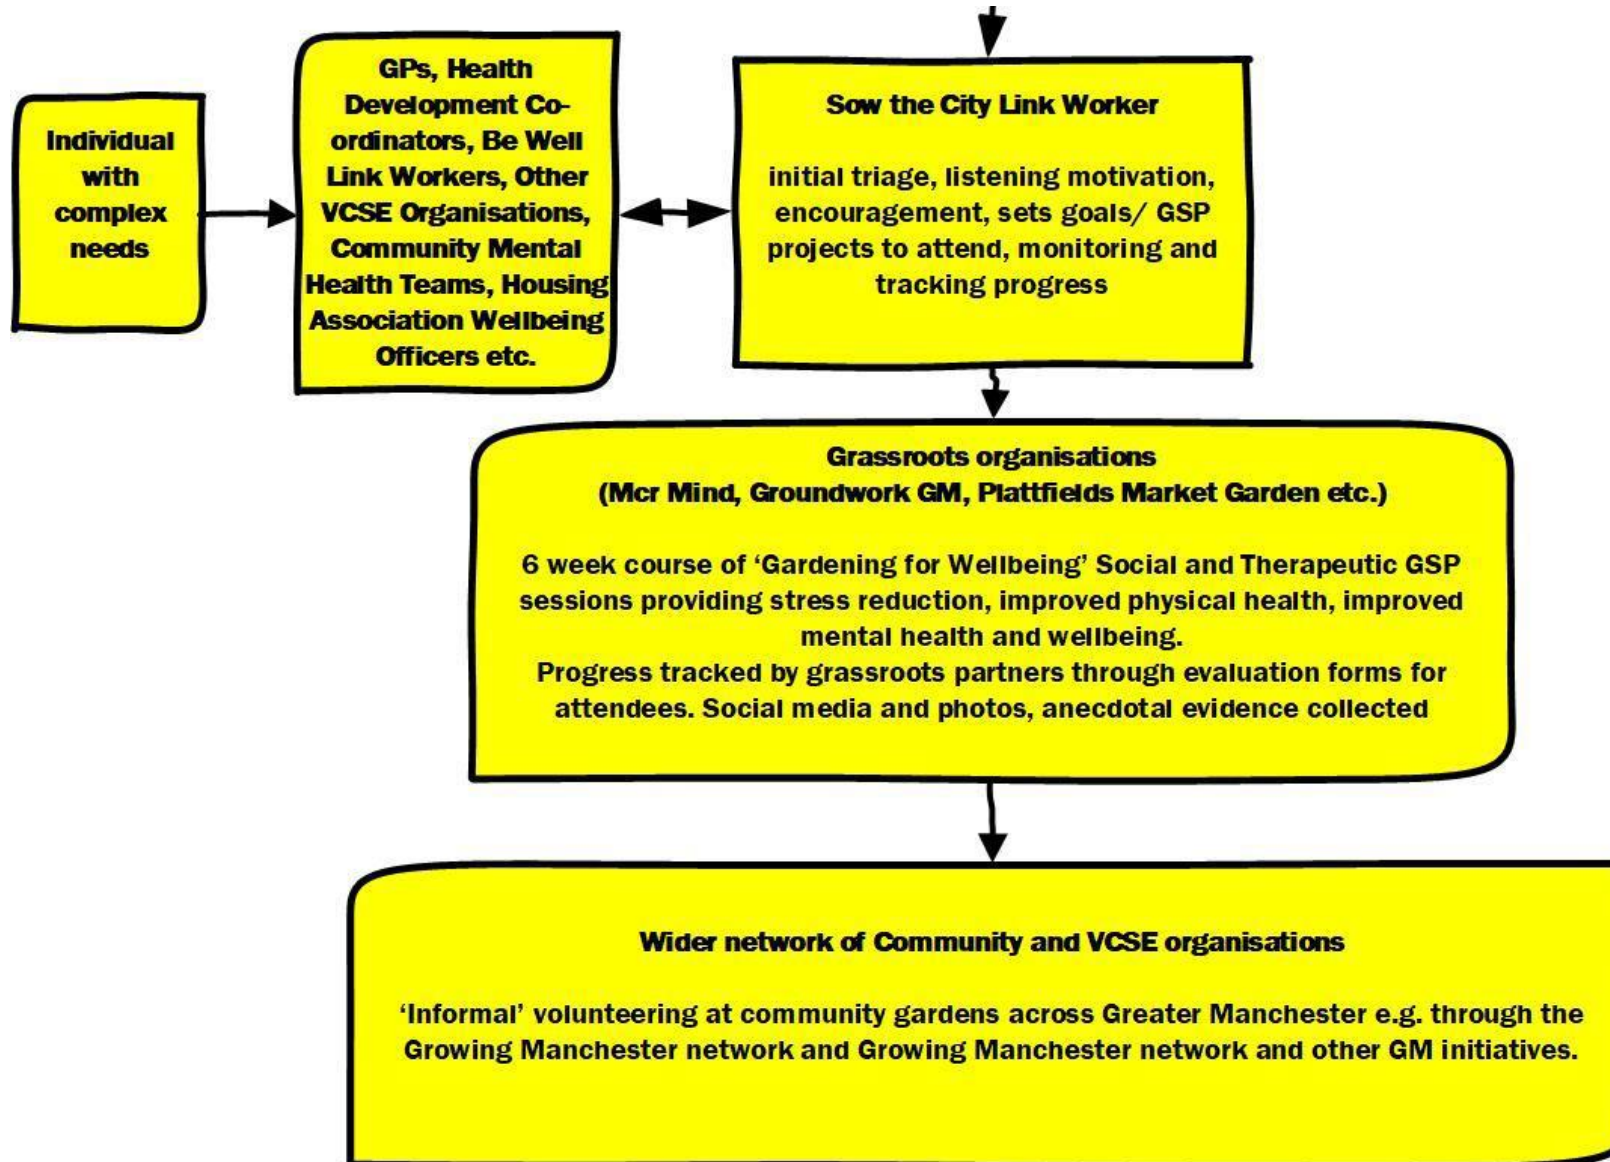 Individual
with
complex
needs
GPs, Health
Development Co-
ordinators, Be Well
Link Workers, Other
VCSE Organisations,
Community Mental
Health Teams, Housing
Association Wellbeing
Officers etc.
Sow the City Link Worker
initial triage, listening motivation,
encouragement, sets goals/ GSP
projects to attend, monitoring and
tracking progress
Grassroots organisations
(Mcr Mind, Groundwork GM, Plattfields Market Garden etc.)
6 week course of ‘Gardening for Wellbeing’ Social and Therapeutic GSP
sessions providing stress reduction, improved physical health, improved
mental health and wellbeing.
Progress tracked by grassroots partners through evaluation forms for
attendees. Social media and photos, anecdotal evidence collected
Wider network of Community and VCSE organisations
‘Informal’ volunteering at community gardens across Greater Manchester e.g. through the
Growing Manchester network and Growing Manchester network and other GM initiatives.